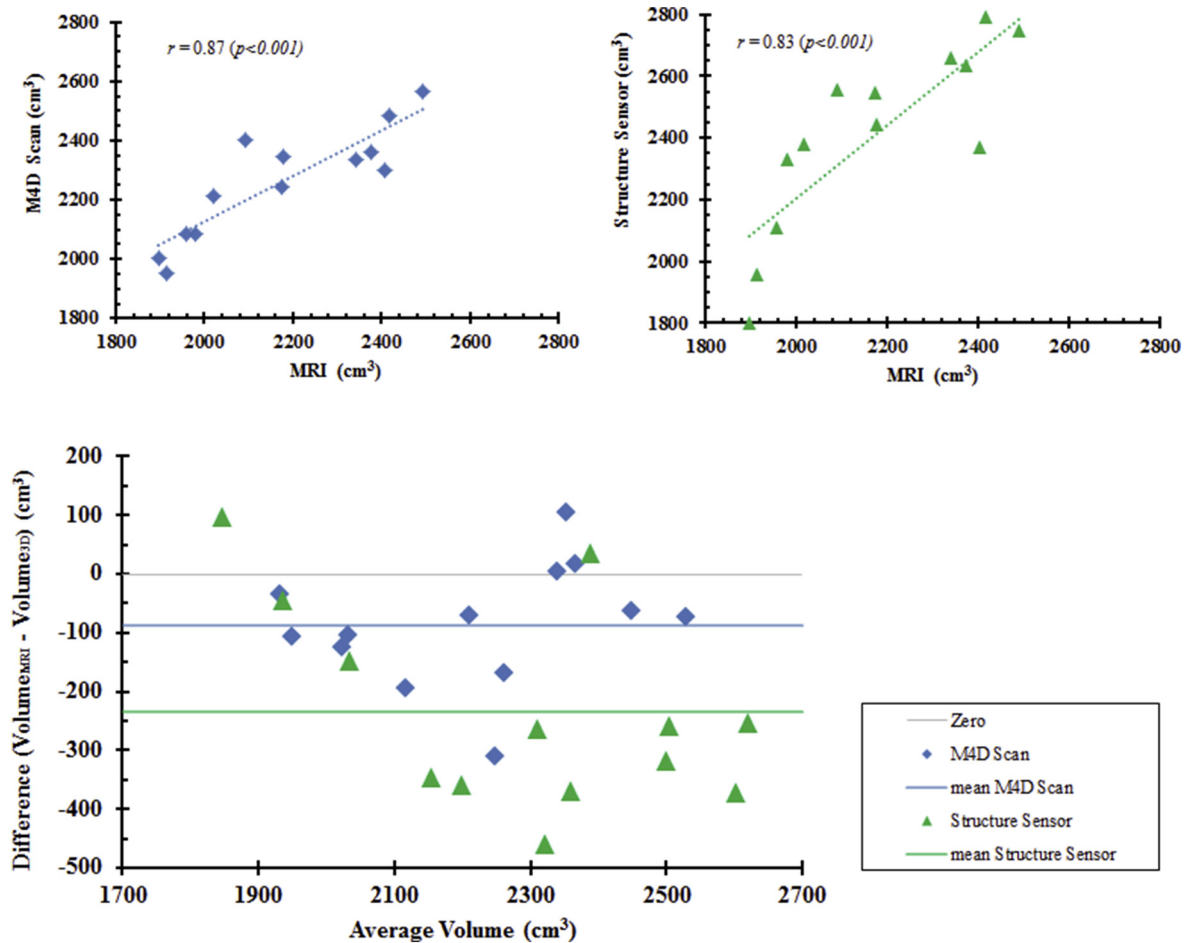 r = 0.87 (p<0.001)
M4D Scan (cm³)
2800
2600
2400
2200
2000
1800
1800 2000 2200 2400 2600 2800
MRI (cm³)
r = 0.83 (p<0.001)
Structure Sensor (cm³)
2800
2600
2400
2200
2000
1800
1800 2000 2200 2400 2600 2800
MRI (cm³)
Difference (VolumeMRI - Volume3D) (cm³)
200
100
0
-100
-200
-300
-400
-500
1700 1900 2100 2300 2500 2700
Average Volume (cm³)
Zero
M4D Scan
mean M4D Scan
Structure Sensor
mean Structure Sensor